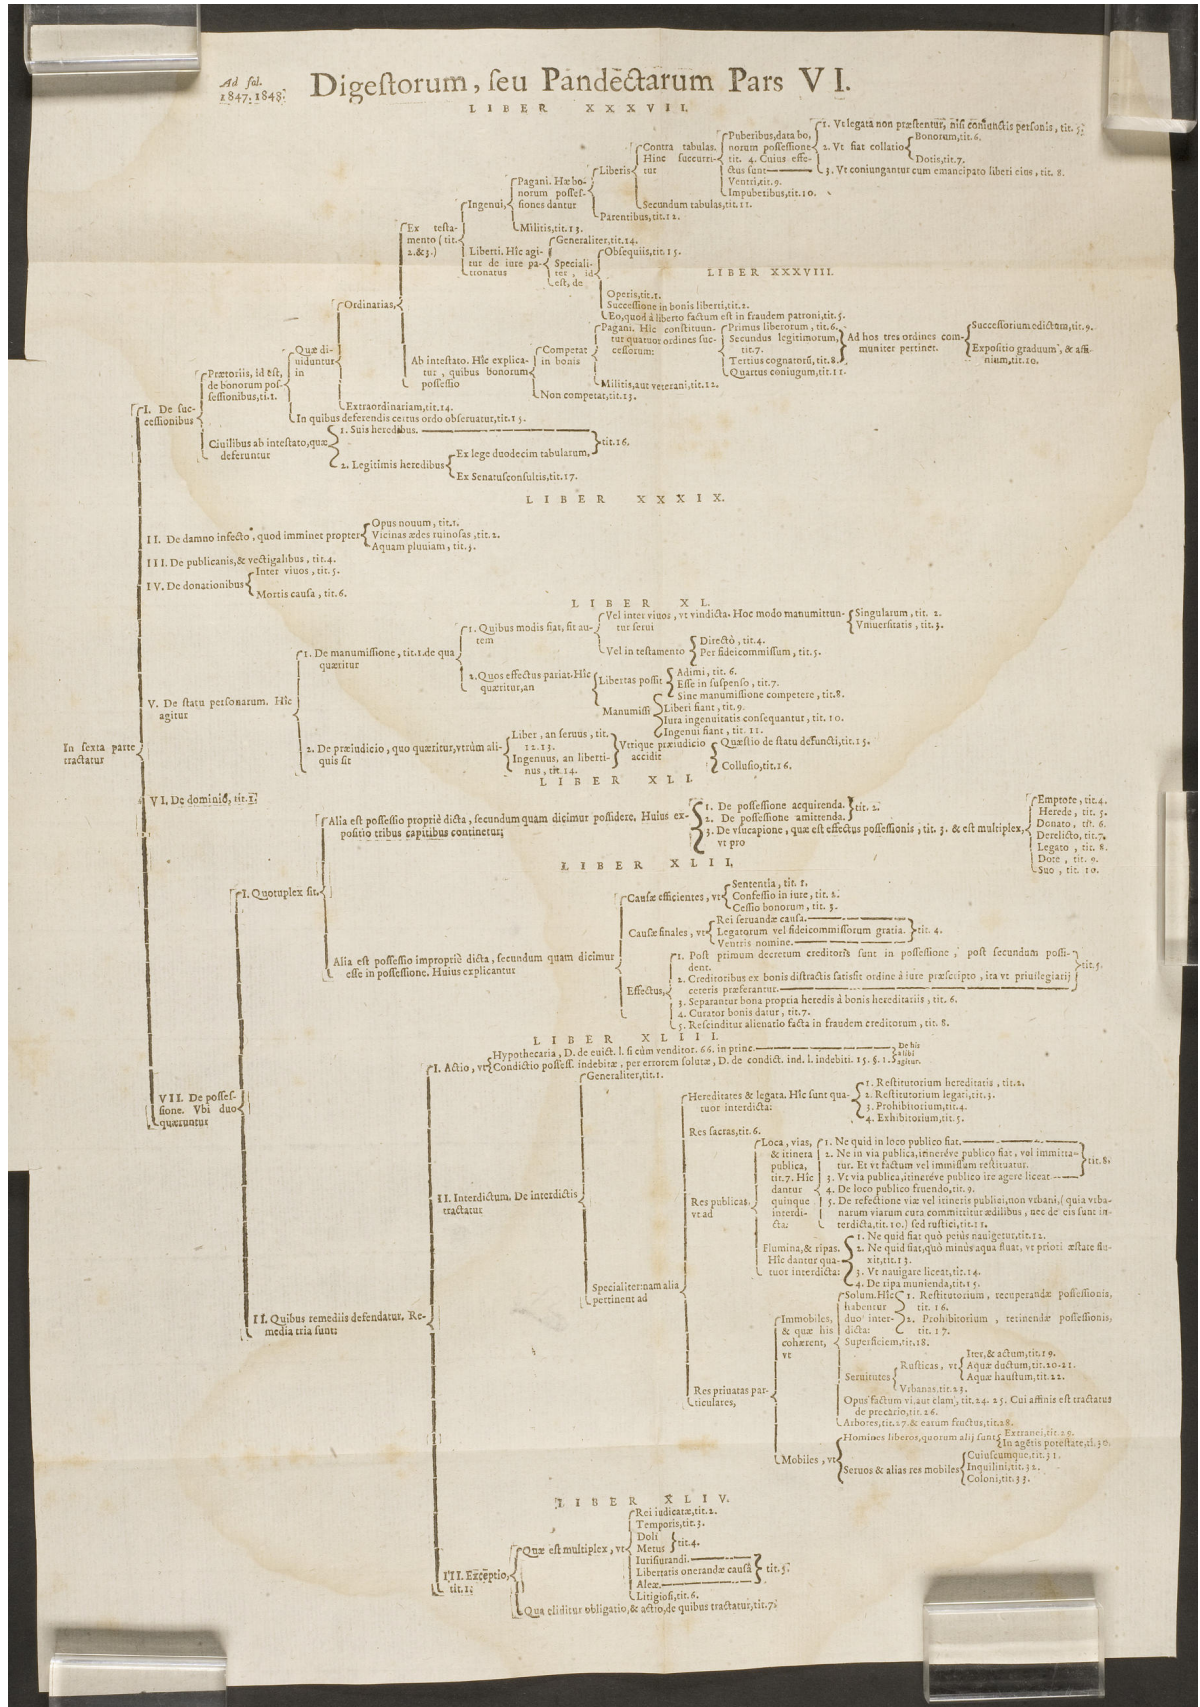 Ad fol.
1847. 1848.
Digestorum, seu Pandectarum Pars VI.
LIBER XXXVII.
In sexta parte
tractatur
I. De suc-
cessionibus
Prætoriis, id est,
de bonorum pos-
sessionibus, ti.1.
Quæ di-
uiduntur
in
Ordinarias,
Ex testa-
mento (tit.
2.&3.)
Ingenui,
Pagani. Hæ bo-
norum posses-
siones dantur
Liberis
Contra tabulas.
Hinc succurri-
tur
Puberibus, data bo-
norum possessione
tit. 4. Cuius effe-
ctus sunt
1. Vt legata non præstentur, nisi coniunctis personis, tit. 5.
2. Vt fiat collatio
Bonorum, tit.6.
Dotis, tit.7.
3. Vt coniungantur cum emancipato liberi eius, tit. 8.
Ventri, tit.9.
Impuberibus, tit.10.
Secundum tabulas, tit.11.
Parentibus, tit.12.
Militis, tit.13.
Liberti. Hîc agi-
tur de iure pa-
tronatus
Generaliter, tit.14.
Speciali-
ter, id
est, de
Obsequiis, tit.15.
LIBER XXXVIII.
Operis, tit.1.
Successione in bonis liberti, tit.2.
Eo, quod à liberto factum est in fraudem patroni, tit.5.
Ab intestato. Hîc explica-
tur, quibus bonorum
possessio
Competat
in bonis
Pagani. Hîc constituun-
tur quatuor ordines suc-
cessorum:
Primus liberorum, tit.6.
Secundus legitimorum,
tit.7.
Tertius cognatorũ, tit.8.
Quartus coniugum, tit.11.
Ad hos tres ordines com-
muniter pertinet.
Successorium edictum, tit.9.
Expositio graduum, & affi-
nium, tit.10.
Militis, aut veterani, tit.12.
Non competat, tit.13.
Extraordinariam, tit.14.
In quibus deferendis certus ordo obseruatur, tit.15.
Ciuilibus ab intestato, quæ
deferuntur
1. Suis heredibus.
2. Legitimis heredibus
Ex lege duodecim tabularum,
tit.16.
Ex Senatusconsultis, tit.17.
LIBER XXXIX.
II. De damno infecto, quod imminet propter
Opus nouum, tit.1.
Vicinas ædes ruinosas, tit.2.
Aquam pluuiam, tit.3.
III. De publicanis, & vectigalibus, tit.4.
IV. De donationibus
Inter viuos, tit.5.
Mortis causa, tit.6.
LIBER XL.
V. De statu personarum. Hîc
agitur
1. De manumissione, tit.1. de qua
quæritur
1. Quibus modis fiat, fit au-
tem
Vel inter viuos, vt vindicta. Hoc modo manumittun-
tur serui
Singularum, tit. 2.
Vniuersitatis, tit.3.
Vel in testamento
Directò, tit.4.
Per fideicommissum, tit.5.
2. Quos effectus pariat. Hîc
quæritur, an
Libertas possit
Adimi, tit. 6.
Esse in suspenso, tit.7.
Sine manumissione competere, tit.8.
Manumissi
Liberi fiant, tit.9.
Iura ingenuitatis consequantur, tit. 10.
Ingenui fiant, tit. 11.
2. De præiudicio, quo quæritur, vtrùm ali-
quis sit
Liber, an seruus, tit.
12.13.
Ingenuus, an liberti-
nus, tit.14.
Vtrique præiudicio
accidit
Quæstio de statu defuncti, tit.15.
Collusio, tit.16.
LIBER XLI.
VI. De dominio, tit.1.
VII. De posses-
sione. Vbi duo
quæruntur
I. Quotuplex sit.
Alia est possessio propriè dicta, secundum quam dicimur possidere. Huius ex-
positio tribus capitibus continetur;
1. De possessione acquirenda.
2. De possessione amittenda.
tit. 2.
3. De vsucapione, quæ est effectus possessionis, tit. 3. & est multiplex,
vt pro
Emptore, tit.4.
Herede, tit. 5.
Donato, tit. 6.
Derelicto, tit.7.
Legato, tit. 8.
Dote, tit. 9.
Suo, tit. 10.
LIBER XLII.
Alia est possessio impropriè dicta, secundum quam dicimur
esse in possessione. Huius explicantur
Causæ efficientes, vt
Sententia, tit. 1.
Confessio in iure, tit. 2.
Cessio bonorum, tit. 3.
Causæ finales, vt
Rei seruandæ causa.
Legatorum vel fideicommissorum gratia.
Ventris nomine.
tit. 4.
Effectus,
1. Post primum decretum creditoris sunt in possessione, post secundum possi-
dent.
2. Creditoribus ex bonis distractis satisfit ordine à iure præscripto, ita vt priuilegiarij
ceteris præferantur.
tit.5.
3. Separantur bona propria heredis à bonis hereditariis, tit. 6.
4. Curator bonis datur, tit.7.
5. Rescinditur alienatio facta in fraudem creditorum, tit. 8.
LIBER XLIII.
II. Quibus remediis defendatur. Re-
media tria sunt:
I. Actio, vt
Hypothecaria, D. de euict. l. si cùm venditor. 66. in princ.
Condictio possess. indebitæ, per errorem solutæ, D. de condict. ind. l. indebiti. 15. §. 1.
De his
alibi
agitur.
II. Interdictum. De interdictis
tractatur
Generaliter, tit.1.
Specialiter: nam alia
pertinent ad
Hereditates & legata. Hîc sunt qua-
tuor interdicta:
1. Restitutorium hereditatis, tit.2.
2. Restitutorium legati, tit.3.
3. Prohibitorium, tit.4.
4. Exhibitorium, tit.5.
Res sacras, tit.6.
Res publicas,
vt ad
Loca, vias,
& itinera
publica,
tit.7. Hîc
dantur
quinque
interdi-
cta:
1. Ne quid in loco publico fiat.
2. Ne in via publica, itineréve publico fiat, vel immitta-
tur. Et vt factum vel immissum restituatur.
3. Vt via publica, itineréve publico ire agere liceat
tit.8.
4. De loco publico fruendo, tit.9.
5. De refectione viæ vel itineris publici, non vrbani, (quia vrba-
narum viarum cura committitur ædilibus, nec de eis sunt in-
terdicta, tit.10.) sed rustici, tit.11.
Flumina, & ripas.
Hîc dantur qua-
tuor interdicta:
1. Ne quid fiat quò peiùs nauigetur, tit.12.
2. Ne quid fiat, quò minùs aqua fluat, vt priori æstate flu-
xit, tit.13.
3. Vt nauigare liceat, tit.14.
4. De ripa munienda, tit.15.
Res priuatas par-
ticulares,
Immobiles,
& quæ his
cohærent,
vt
Solum. Hîc
habentur
duo inter-
dicta:
1. Restitutorium, recuperandæ possessionis,
tit. 16.
2. Prohibitorium, retinendæ possessionis,
tit. 17.
Superficiem, tit.18.
Seruitutes
Rusticas, vt
Iter, & actum, tit.19.
Aquæ ductum, tit.20-21.
Aquæ haustum, tit.22.
Vrbanas, tit.23.
Opus factum vi, aut clam, tit.24. 25. Cui affinis est tractatus
de precario, tit.26.
Arbores, tit.27 & earum fructus, tit.28.
Mobiles, vt
Homines liberos, quorum alij sunt
Extranei, tit.29.
In agẽtis potestate, ti.30.
Seruos & alias res mobiles
Cuiuscumque, tit.31.
Inquilini, tit.32.
Coloni, tit.33.
LIBER XLIV.
III. Exceptio,
tit.1.
Quæ est multiplex, vt
Rei iudicatæ, tit.2.
Temporis, tit.3.
Doli
Metus
tit.4.
Iurisiurandi.
Libertatis onerandæ causâ
Aleæ.
tit.5.
Litigiosi, tit.6.
Qua eliditur obligatio, & actio, de quibus tractatur, tit.7.